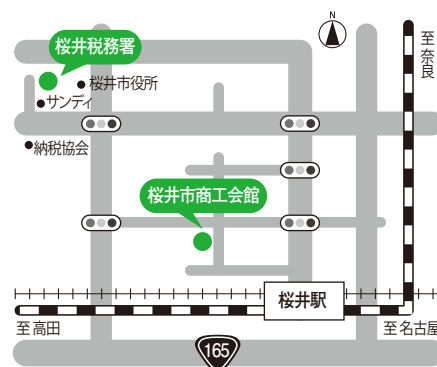 N
至奈良
桜井税務署
桜井市役所
サンディ
納税協会
桜井市商工会館
桜井駅
至高田
至名古屋
165